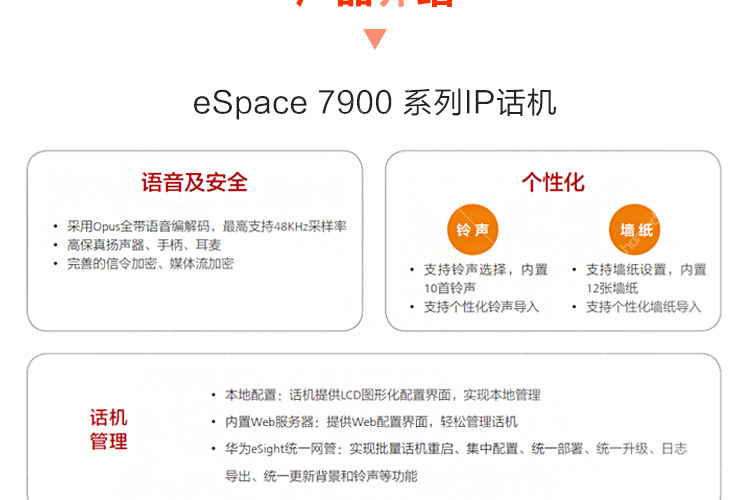 产品介绍
eSpace 7900 系列IP话机
语音及安全
• 采用Opus全带语音编解码，最高支持48KHz采样率
• 高保真扬声器、手柄、耳麦
• 完善的信令加密、媒体流加密
个性化
铃声
• 支持铃声选择，内置
10首铃声
• 支持个性化铃声导入
墙纸
• 支持墙纸设置，内置
12张墙纸
• 支持个性化墙纸导入
话机
管理
• 本地配置：话机提供LCD图形化配置界面，实现本地管理
• 内置Web服务器：提供Web配置界面，轻松管理话机
• 华为eSight统一网管：实现批量话机重启、集中配置、统一部署、统一升级、日志
导出、统一更新背景和铃声等功能